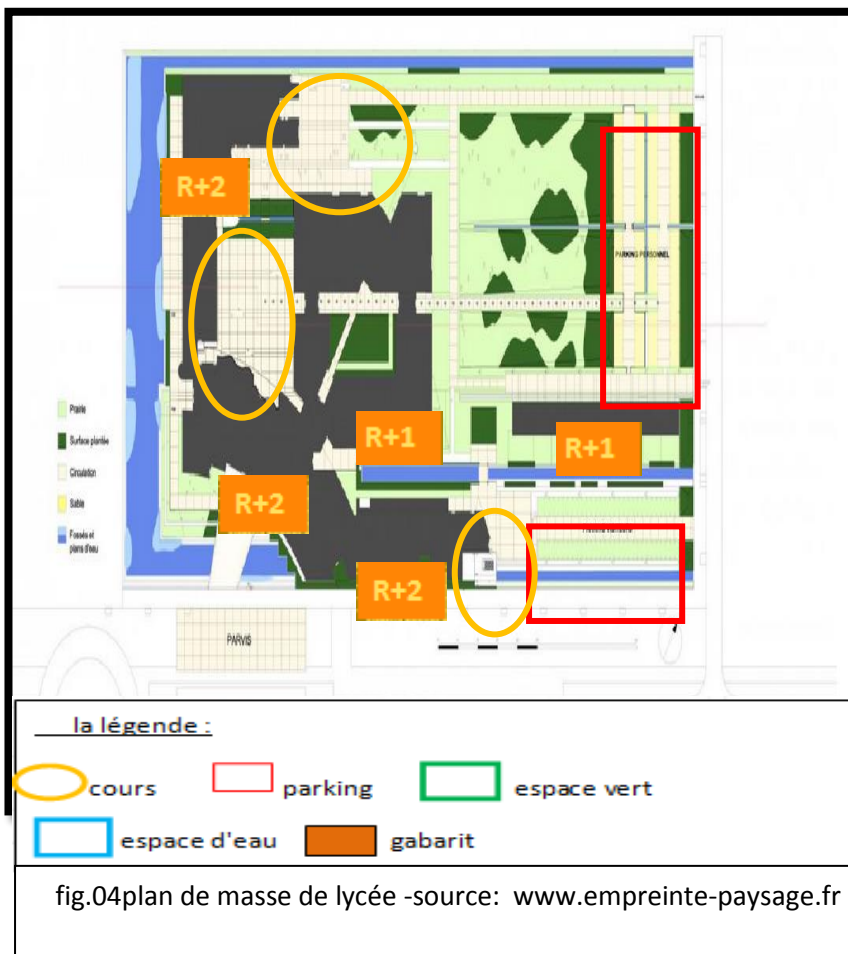 R+2
PARKING PERSONNEL
R+1
R+1
R+2
R+2
Prairie
Surface plantée
Circulation
Sable
Fossés et
plans d'eau
PARVIS
la légende :
cours
parking
espace vert
espace d'eau
gabarit
fig.04plan de masse de lycée -source: www.empreinte-paysage.fr